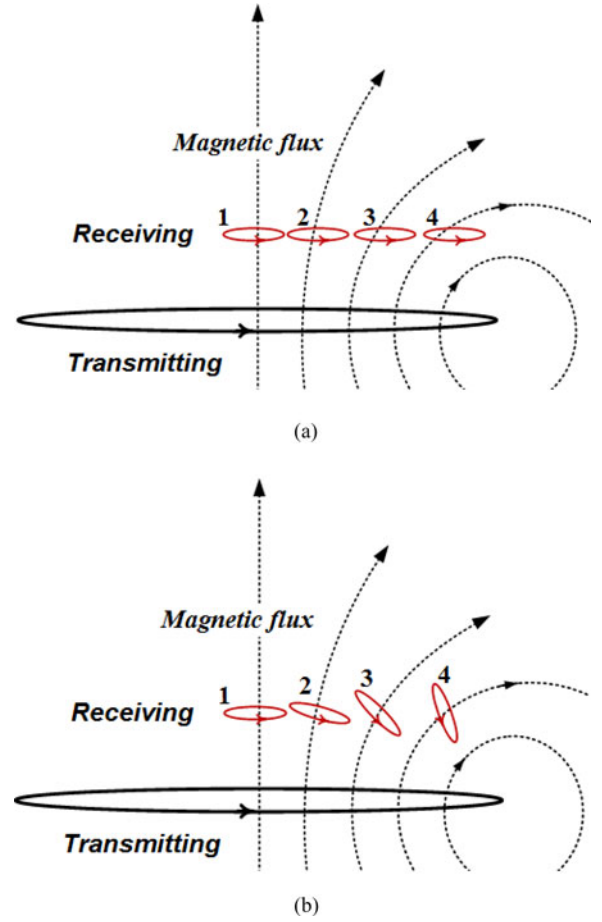 Magnetic flux
1 2 3 4
Receiving
Transmitting
(a)
Magnetic flux
1 2 3 4
Receiving
Transmitting
(b)